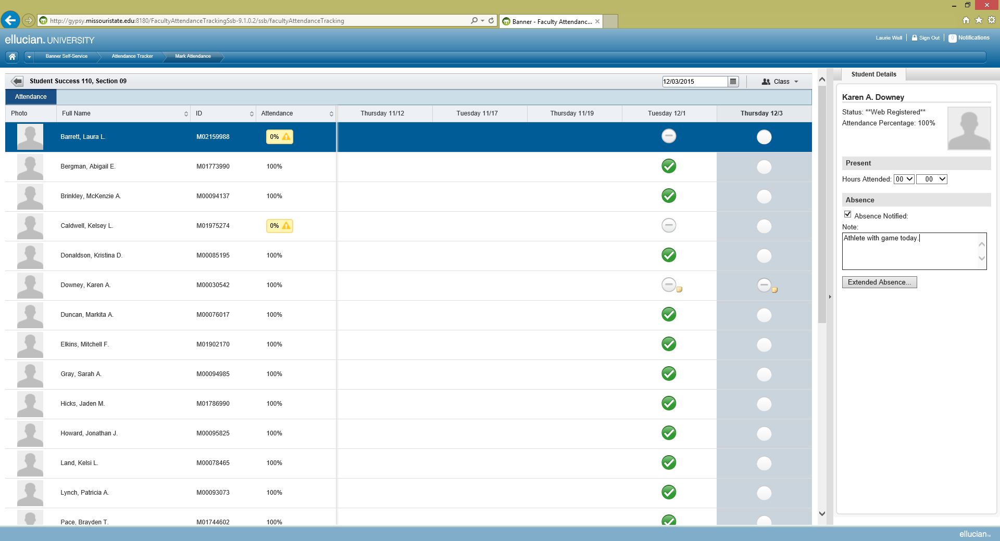 http://gypsy.missouristate.edu:8180/FacultyAttendanceTrackingSsb-9.1.0.2/ssb/facultyAttendanceTracking
Banner - Faculty Attendanc...
ellucian™ UNIVERSITY
Laurie Wall
Sign Out
0 Notifications
Banner Self-Service
Attendance Tracker
Mark Attendance
Student Success 110, Section 09
12/03/2015
Class
Attendance
Photo Full Name ID Attendance Thursday 11/12 Tuesday 11/17 Thursday 11/19 Tuesday 12/1 Thursday 12/3
Barrett, Laura L. M02159988 0%
Bergman, Abigail E. M01773990 100%
Brinkley, McKenzie A. M00094137 100%
Caldwell, Kelsey L. M01975274 0%
Donaldson, Kristina D. M00085195 100%
Downey, Karen A. M00030542 100%
Duncan, Markita A. M00076017 100%
Elkins, Mitchell F. M01902170 100%
Gray, Sarah A. M00094985 100%
Hicks, Jaden M. M01786990 100%
Howard, Jonathan J. M00095825 100%
Land, Kelsi L. M00078465 100%
Lynch, Patricia A. M00093073 100%
Pace, Brayden T. M01744602 100%
Student Details
Karen A. Downey
Status: **Web Registered**
Attendance Percentage: 100%
Present
Hours Attended: 00 00
Absence
Absence Notified:
Note:
Athlete with game today.
Extended Absence...
ellucian™